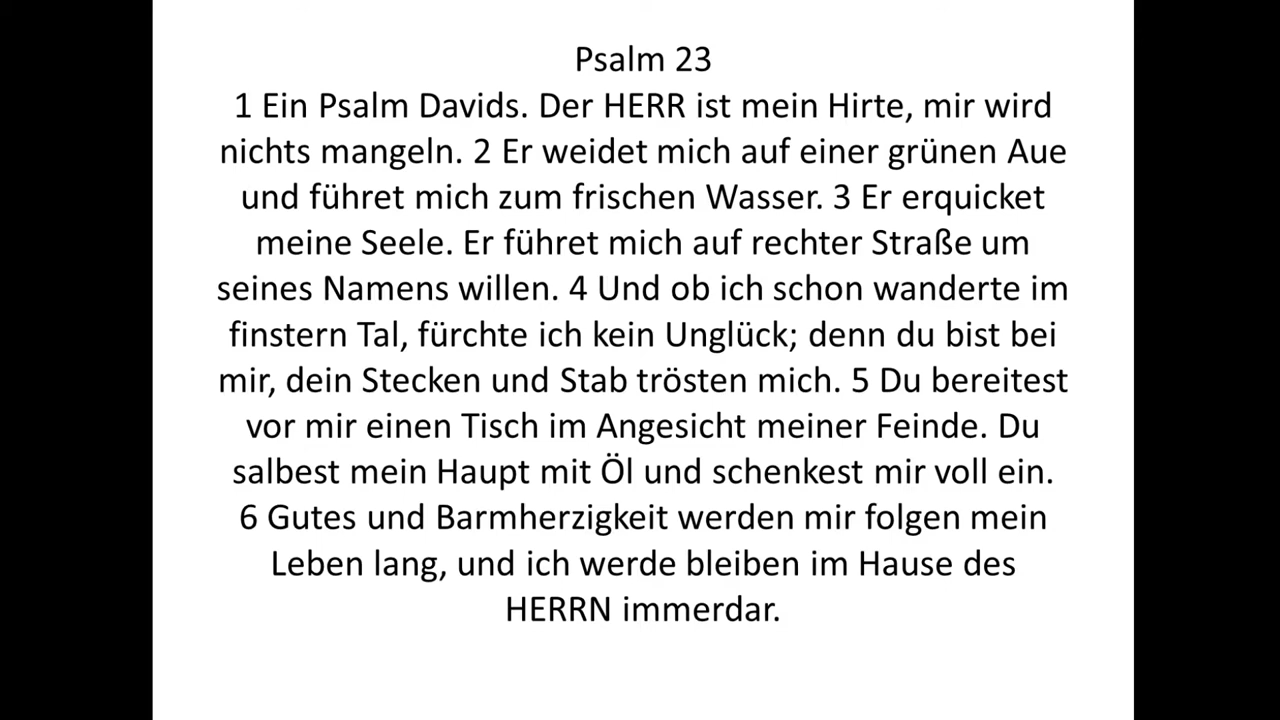 Psalm 23
1 Ein Psalm Davids. Der HERR ist mein Hirte, mir wird
nichts mangeln. 2 Er weidet mich auf einer grünen Aue
und führet mich zum frischen Wasser. 3 Er erquicket
meine Seele. Er führet mich auf rechter Straße um
seines Namens willen. 4 Und ob ich schon wanderte im
finstern Tal, fürchte ich kein Unglück; denn du bist bei
mir, dein Stecken und Stab trösten mich. 5 Du bereitest
vor mir einen Tisch im Angesicht meiner Feinde. Du
salbest mein Haupt mit Öl und schenkest mir voll ein.
6 Gutes und Barmherzigkeit werden mir folgen mein
Leben lang, und ich werde bleiben im Hause des
HERRN immerdar.